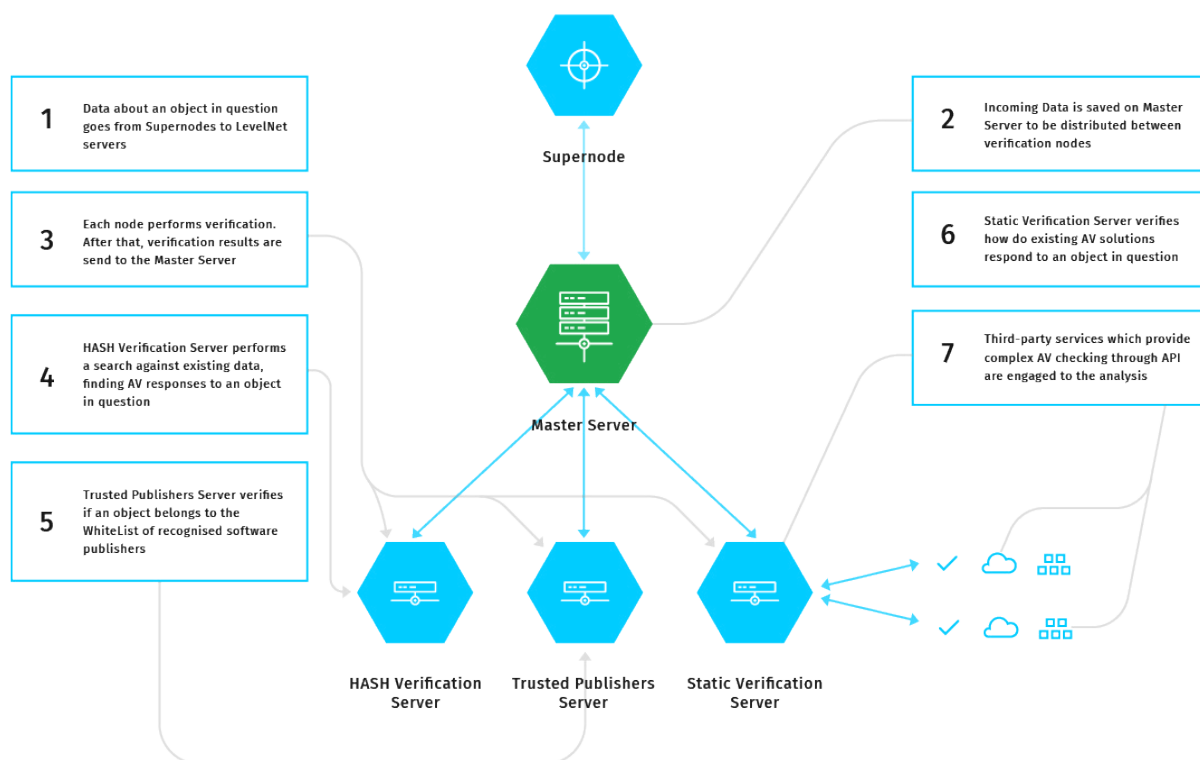 Supernode
1
Data about an object in question
goes from Supernodes to LevelNet
servers
2
Incoming Data is saved on Master
Server to be distributed between
verification nodes
3
Each node performs verification.
After that, verification results are
send to the Master Server
6
Static Verification Server verifies
how do existing AV solutions
respond to an object in question
4
HASH Verification Server performs
a search against existing data,
finding AV responses to an object
in question
7
Third-party services which provide
complex AV checking through API
are engaged to the analysis
Master Server
5
Trusted Publishers Server verifies
if an object belongs to the
WhiteList of recognised software
publishers
HASH Verification
Server
Trusted Publishers
Server
Static Verification
Server